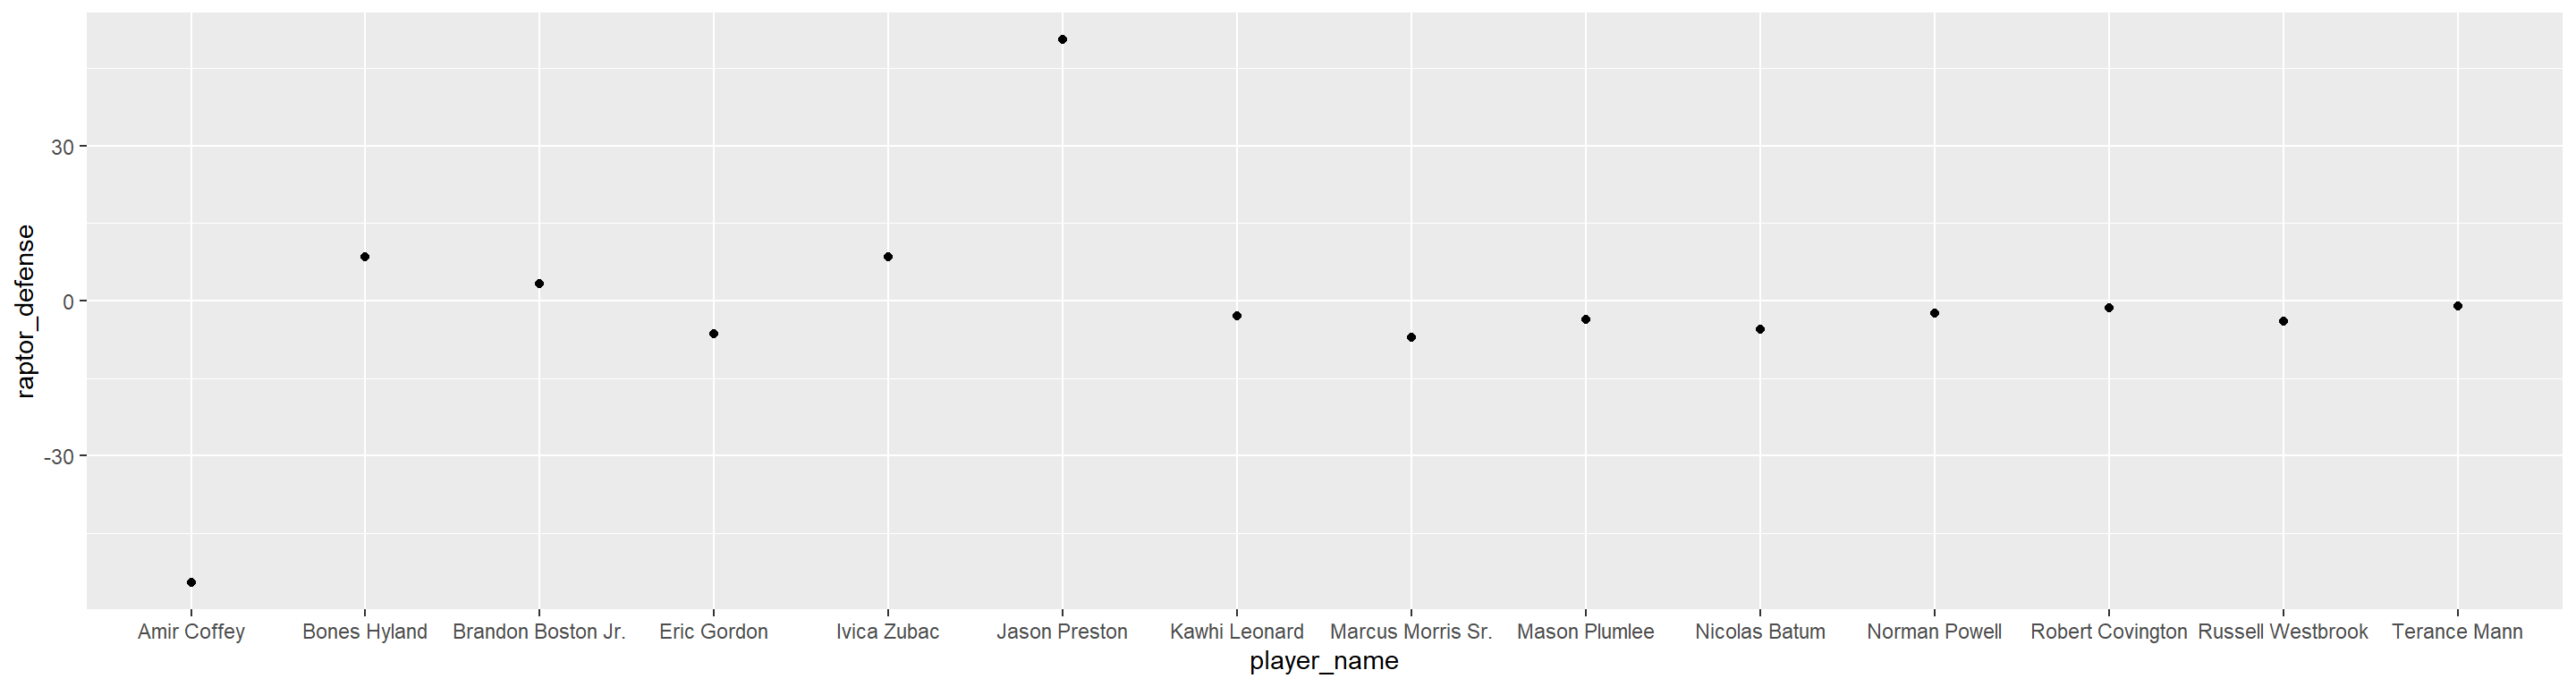 raptor_defense
30
0
-30
Amir Coffey Bones Hyland Brandon Boston Jr. Eric Gordon Ivica Zubac Jason Preston Kawhi Leonard Marcus Morris Sr. Mason Plumlee Nicolas Batum Norman Powell Robert Covington Russell Westbrook Terance Mann
player_name